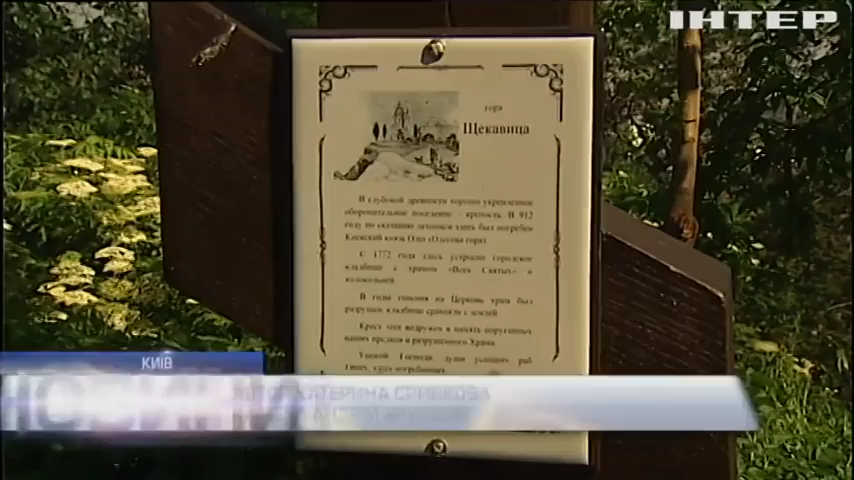 ІНТЕР
гора
Щекавица
В глубокой древности хорошо укрепленное
оборонительное поселение – крепость. В 912
году по сказанию летописи здесь был погребен
Киевский князь Олег (Олегова гора).
С 1772 года здесь устроено городское
кладбище с храмом «Всех Святых» и
колокольней.
В годы гонения на Церковь храм был
разрушен, кладбище сравняли с землей.
Крест сей водружен в память поруганных
наших предков и разрушенного Храма.
Упокой Господи, души усопших раб
Твоих, здесь погребенных.
КИЇВ
КАТЕРИНА